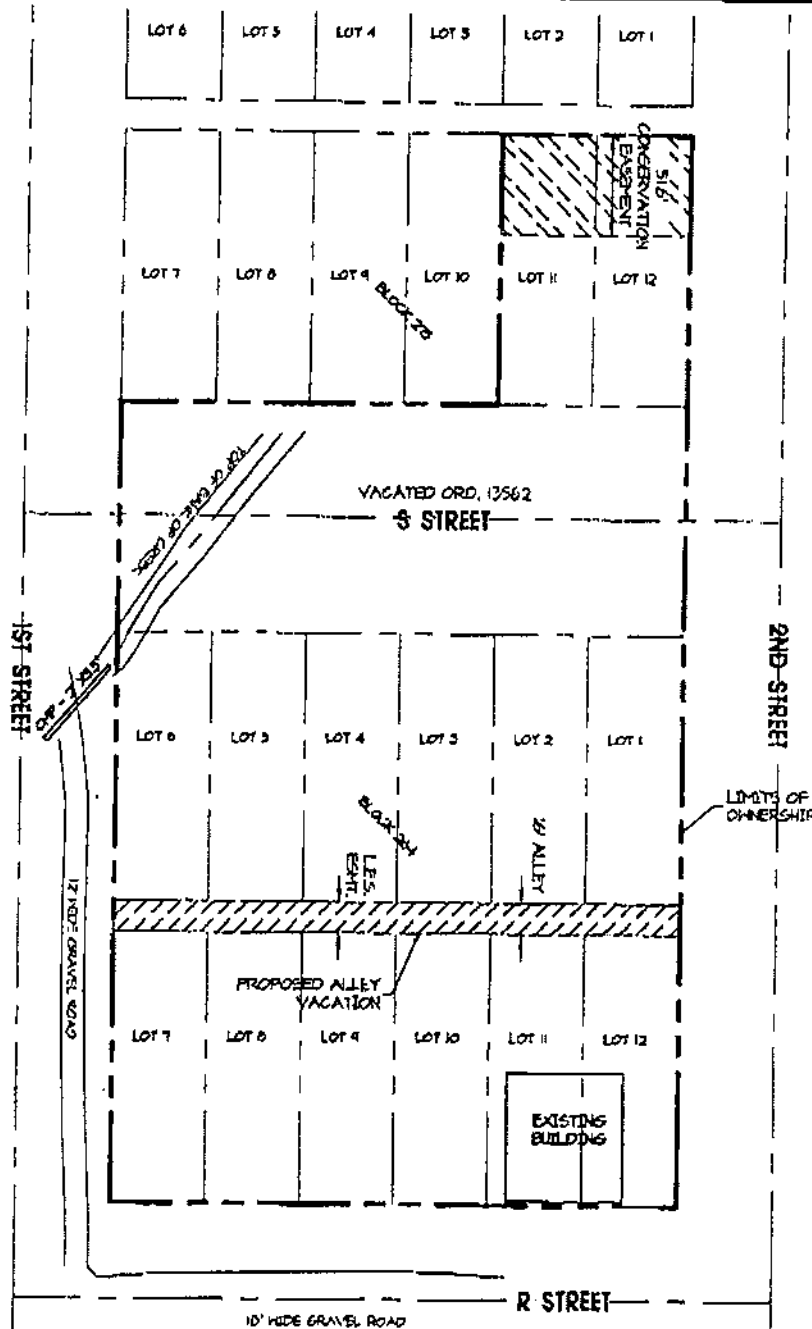 LOT 6
LOT 5
LOT 4
LOT 3
LOT 2
LOT 1
CONSERVATION
EASEMENT
LOT 7
LOT 8
LOT 9
LOT 10
LOT 11
LOT 12
BLOCK
TOP OF BANK OF CREEK
VACATED ORD. 13562
S STREET
1ST STREET
2ND STREET
CMP - 2
LOT 6
LOT 5
LOT 4
LOT 3
LOT 2
LOT 1
LIMITS OF
OWNERSHIP
BLOCK
L.E.S.
ESMT.
ALLEY
12' WIDE GRAVEL ROAD
PROPOSED ALLEY
VACATION
LOT 7
LOT 8
LOT 9
LOT 10
LOT 11
LOT 12
EXISTING
BUILDING
R STREET
10' WIDE GRAVEL ROAD